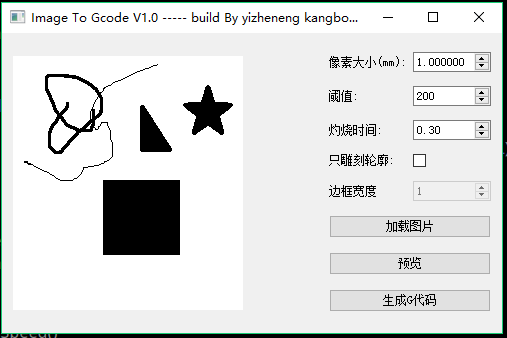 Image To Gcode V1.0 ----- build By yizheneng kangbo...
像素大小(mm): 1.000000
阈值: 200
灼烧时间: 0.30
只雕刻轮廓:
边框宽度 1
加载图片
预览
生成G代码